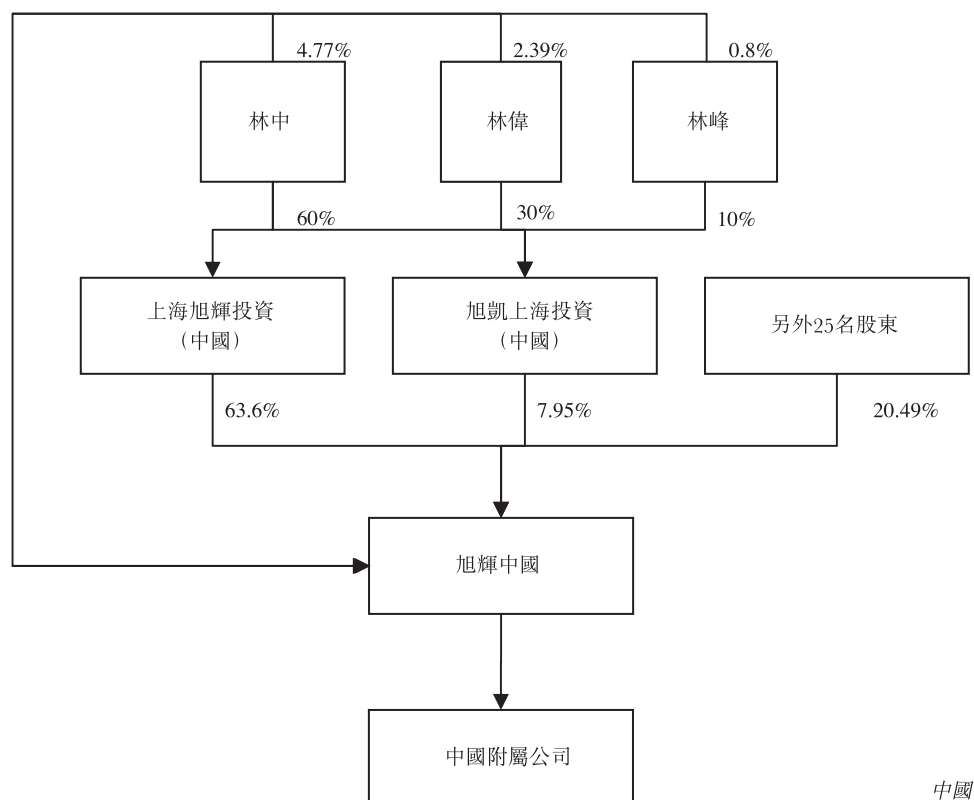 4.77%
2.39%
0.8%
林中
林偉
林峰
60%
30%
10%
上海旭輝投資
（中國）
旭凱上海投資
（中國）
另外25名股東
63.6%
7.95%
20.49%
旭輝中國
中國附屬公司
中國